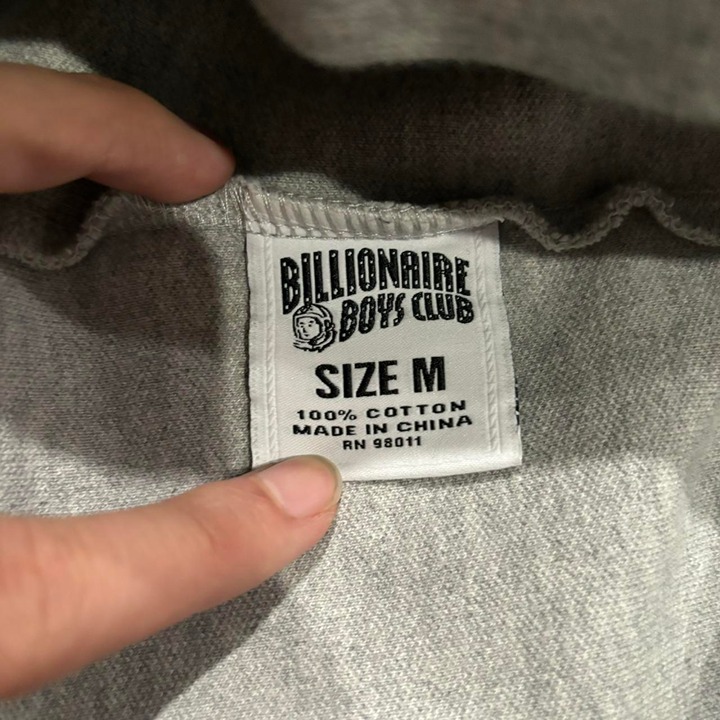 BILLIONAIRE
BOYS CLUB
SIZE M
100% COTTON
MADE IN CHINA
RN 98011